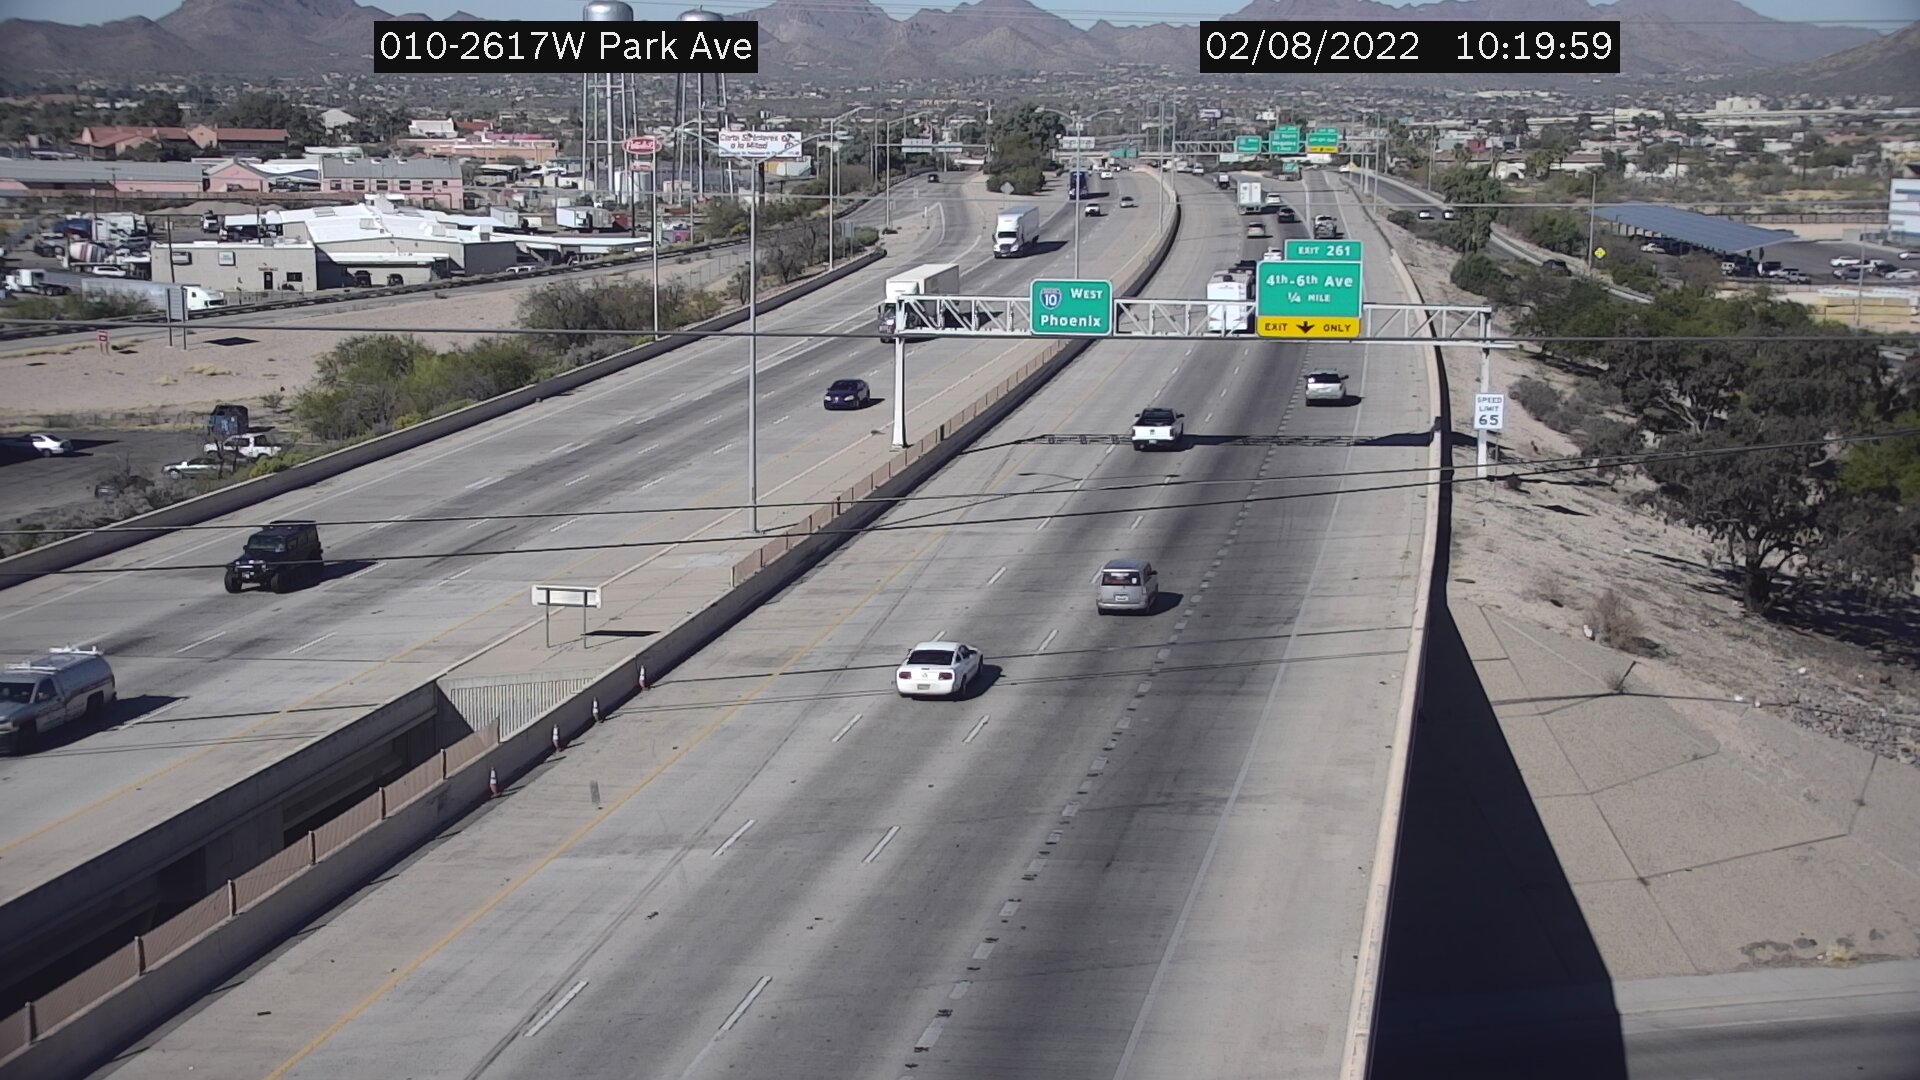 010-2617W Park Ave
02/08/2022 10:19:59
EXIT 261
WEST
10
Phoenix
4th-6th Ave
1/4 MILE
EXIT ONLY
SPEED
LIMIT
65